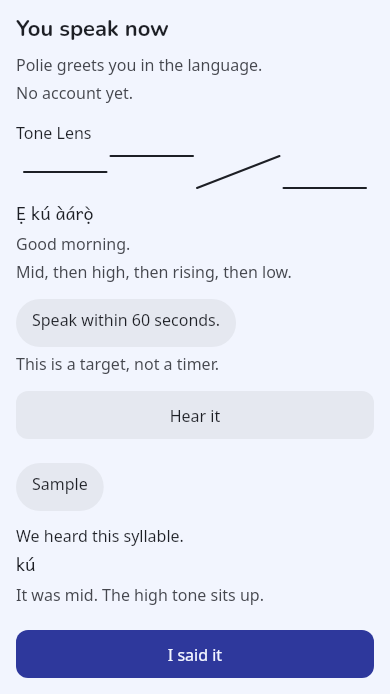 You speak now
Polie greets you in the language.
No account yet.
Tone Lens
Ẹ kú àárọ̀
Good morning.
Mid, then high, then rising, then low.
Speak within 60 seconds.
This is a target, not a timer.
Hear it
Sample
We heard this syllable.
kú
It was mid. The high tone sits up.
I said it